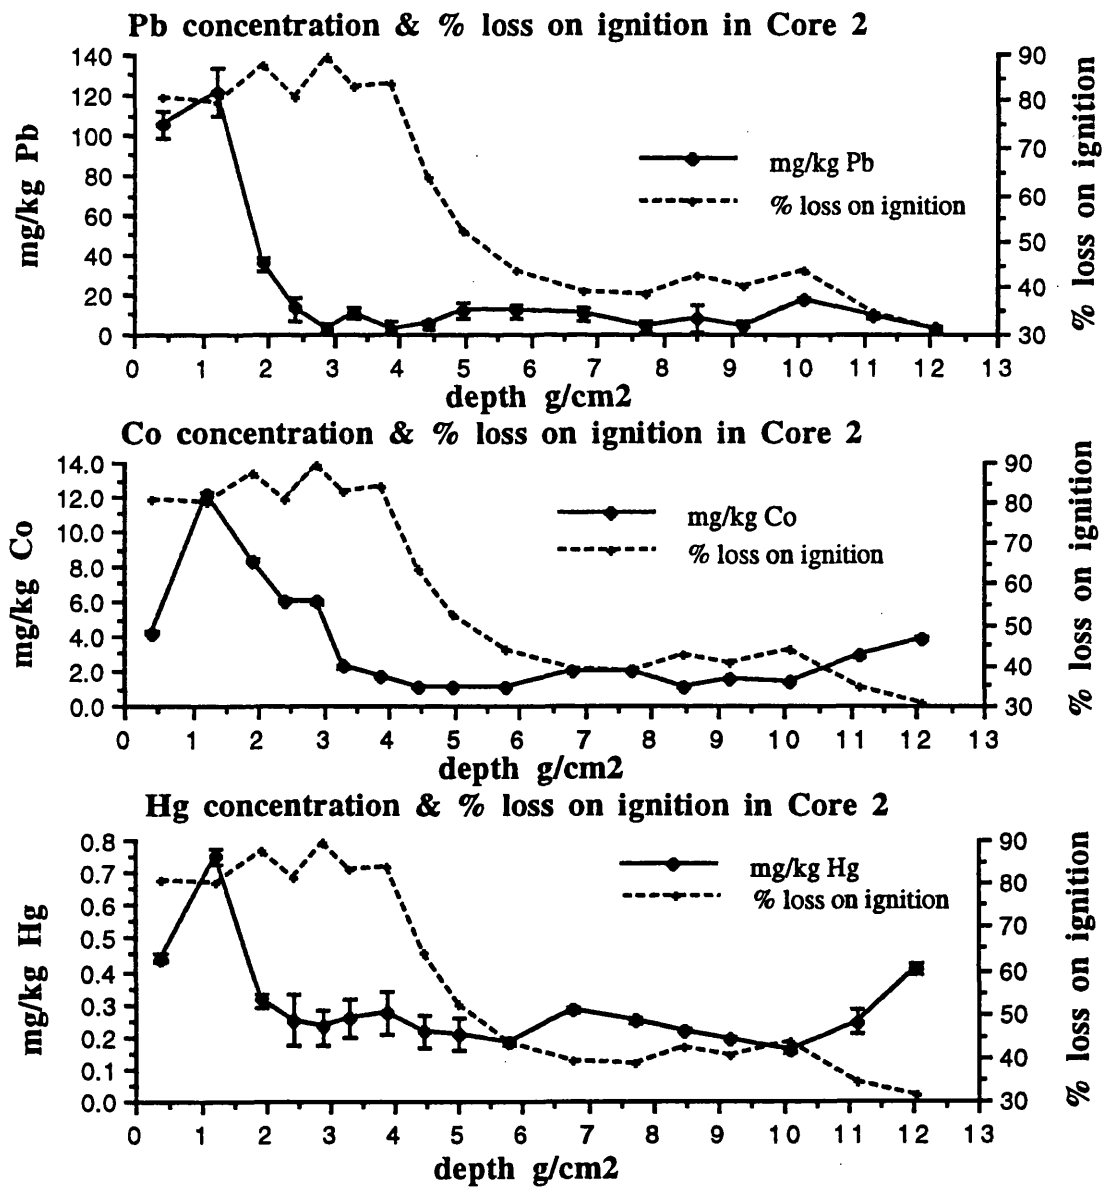 Pb concentration & % loss on ignition in Core 2
140
120
100
80
60
40
20
0
mg/kg Pb
90
80
70
60
50
40
30
% loss on ignition
mg/kg Pb
% loss on ignition
0 1 2 3 4 5 6 7 8 9 10 11 12 13
depth g/cm2
Co concentration & % loss on ignition in Core 2
14.0
12.0
10.0
8.0
6.0
4.0
2.0
0.0
mg/kg Co
90
80
70
60
50
40
30
% loss on ignition
mg/kg Co
% loss on ignition
0 1 2 3 4 5 6 7 8 9 10 11 12 13
depth g/cm2
Hg concentration & % loss on ignition in Core 2
0.8
0.7
0.6
0.5
0.4
0.3
0.2
0.1
0.0
mg/kg Hg
90
80
70
60
50
40
30
% loss on ignition
mg/kg Hg
% loss on ignition
0 1 2 3 4 5 6 7 8 9 10 11 12 13
depth g/cm2